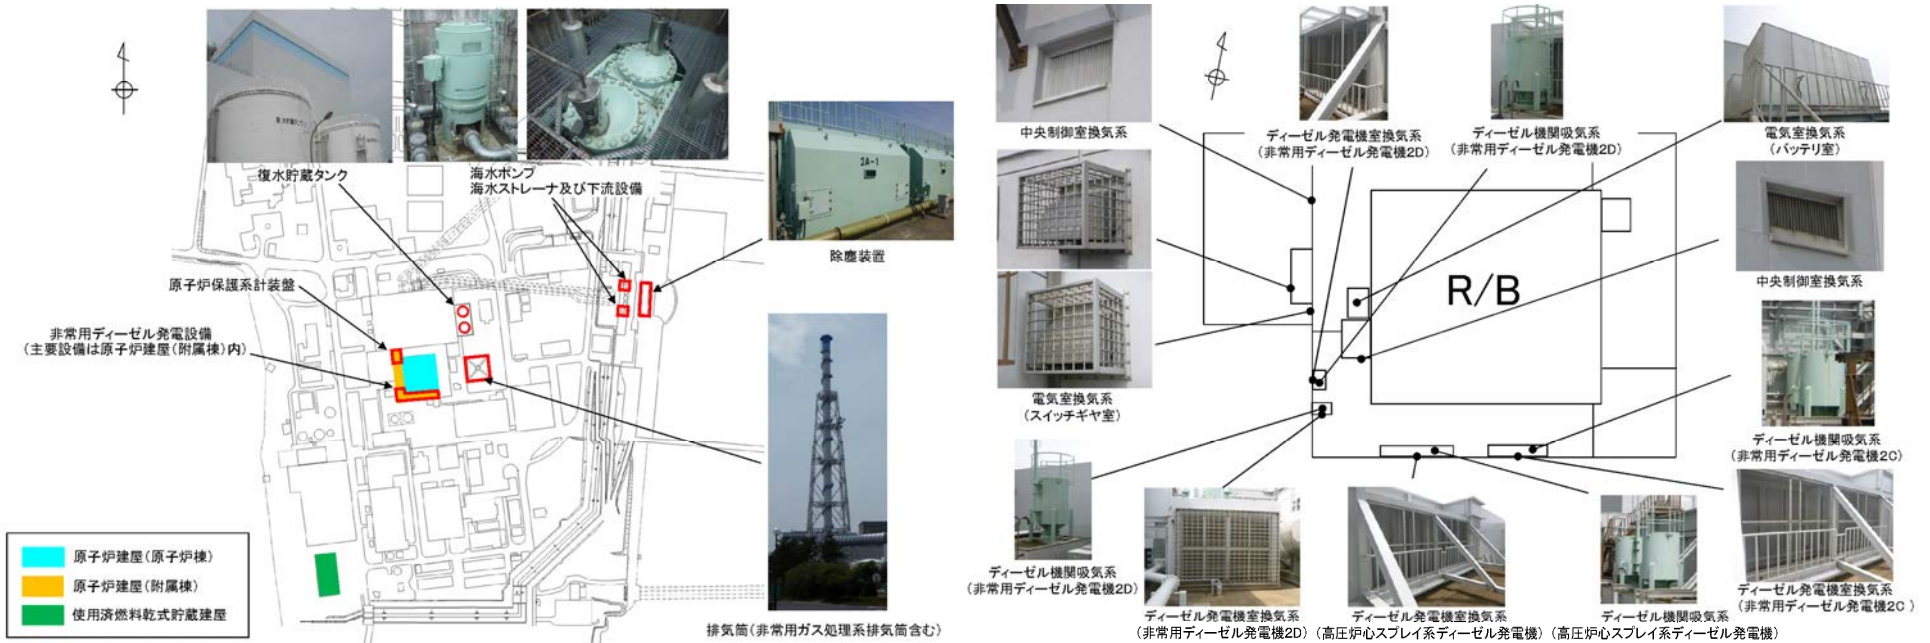 復水貯蔵タンク
海水ポンプ
海水ストレーナ及び下流設備
2A-1
除塵装置
原子炉保護系計装盤
非常用ディーゼル発電設備
(主要設備は原子炉建屋(附属棟)内)
原子炉建屋(原子炉棟)
原子炉建屋(附属棟)
使用済燃料乾式貯蔵建屋
排気筒(非常用ガス処理系排気筒含む)
中央制御室換気系
ディーゼル発電機室換気系
(非常用ディーゼル発電機2D)
ディーゼル機関吸気系
(非常用ディーゼル発電機2D)
電気室換気系
(バッテリ室)
R/B
中央制御室換気系
電気室換気系
(スイッチギヤ室)
ディーゼル機関吸気系
(非常用ディーゼル発電機2C)
ディーゼル機関吸気系
(非常用ディーゼル発電機2D)
ディーゼル発電機室換気系
(非常用ディーゼル発電機2D)
ディーゼル発電機室換気系
(高圧炉心スプレイ系ディーゼル発電機)
ディーゼル機関吸気系
(高圧炉心スプレイ系ディーゼル発電機)
ディーゼル発電機室換気系
(非常用ディーゼル発電機2C)